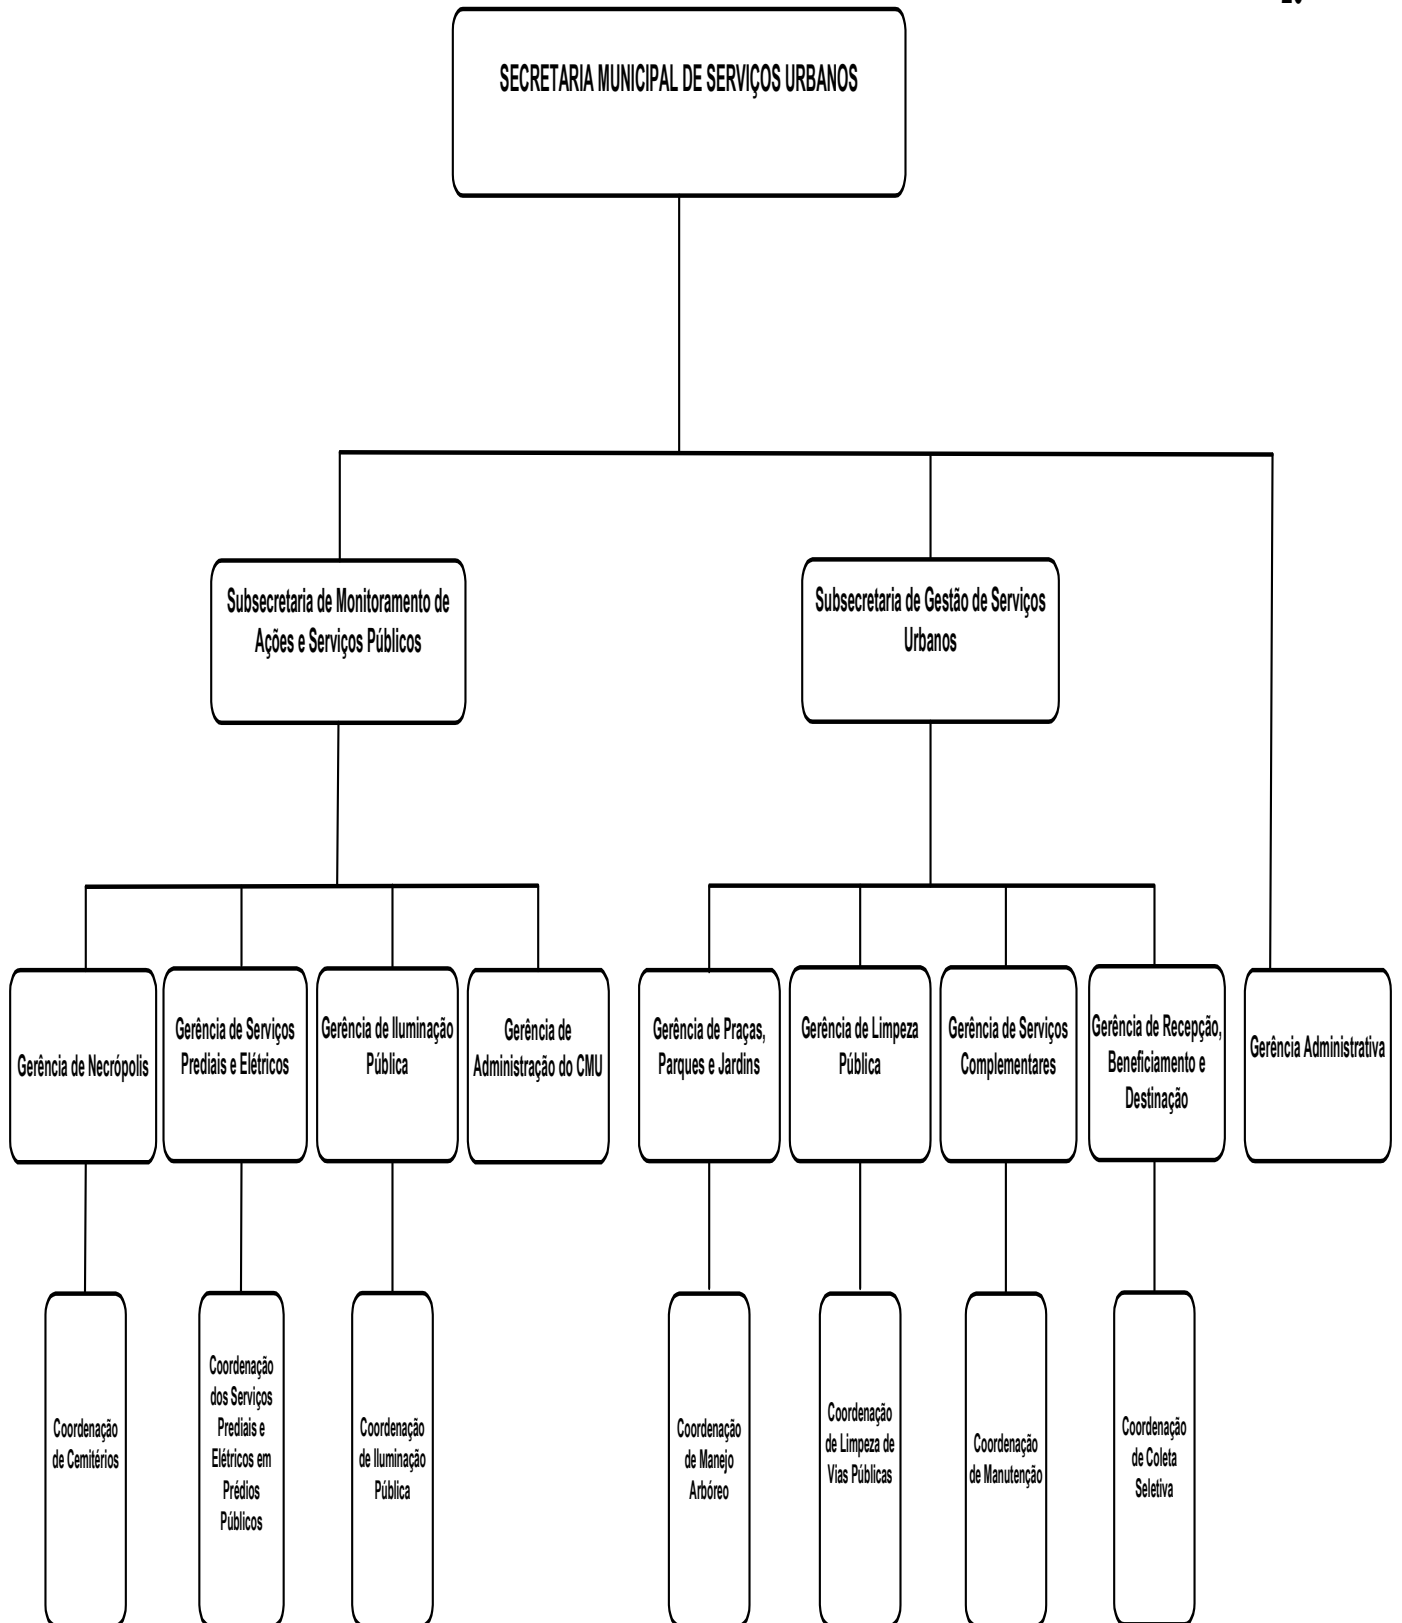 SECRETARIA MUNICIPAL DE SERVIÇOS URBANOS
Subsecretaria de Monitoramento de
Ações e Serviços Públicos
Subsecretaria de Gestão de Serviços
Urbanos
Gerência de Necrópolis
Gerência de Serviços
Prediais e Elétricos
Gerência de Iluminação
Pública
Gerência de
Administração do CMU
Gerência de Praças,
Parques e Jardins
Gerência de Limpeza
Pública
Gerência de Serviços
Complementares
Gerência de Recepção,
Beneficiamento e
Destinação
Gerência Administrativa
Coordenação
de Cemitérios
Coordenação
dos Serviços
Prediais e
Elétricos em
Prédios
Públicos
Coordenação
de Iluminação
Pública
Coordenação
de Manejo
Arbóreo
Coordenação
de Limpeza de
Vias Públicas
Coordenação
de Manutenção
Coordenação
de Coleta
Seletiva